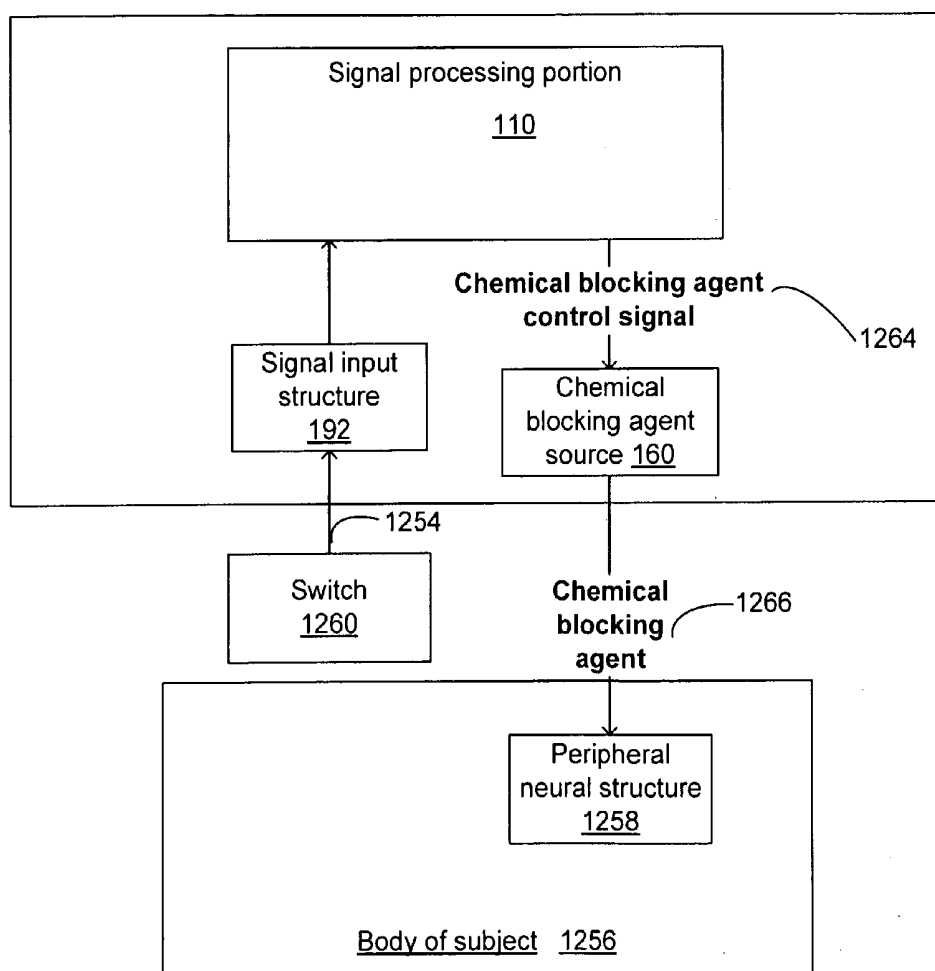 Signal processing portion
110
Chemical blocking agent
control signal
1264
Signal input
structure
192
Chemical
blocking agent
source 160
1254
Switch
1260
Chemical
blocking
agent
1266
Peripheral
neural structure
1258
Body of subject 1256